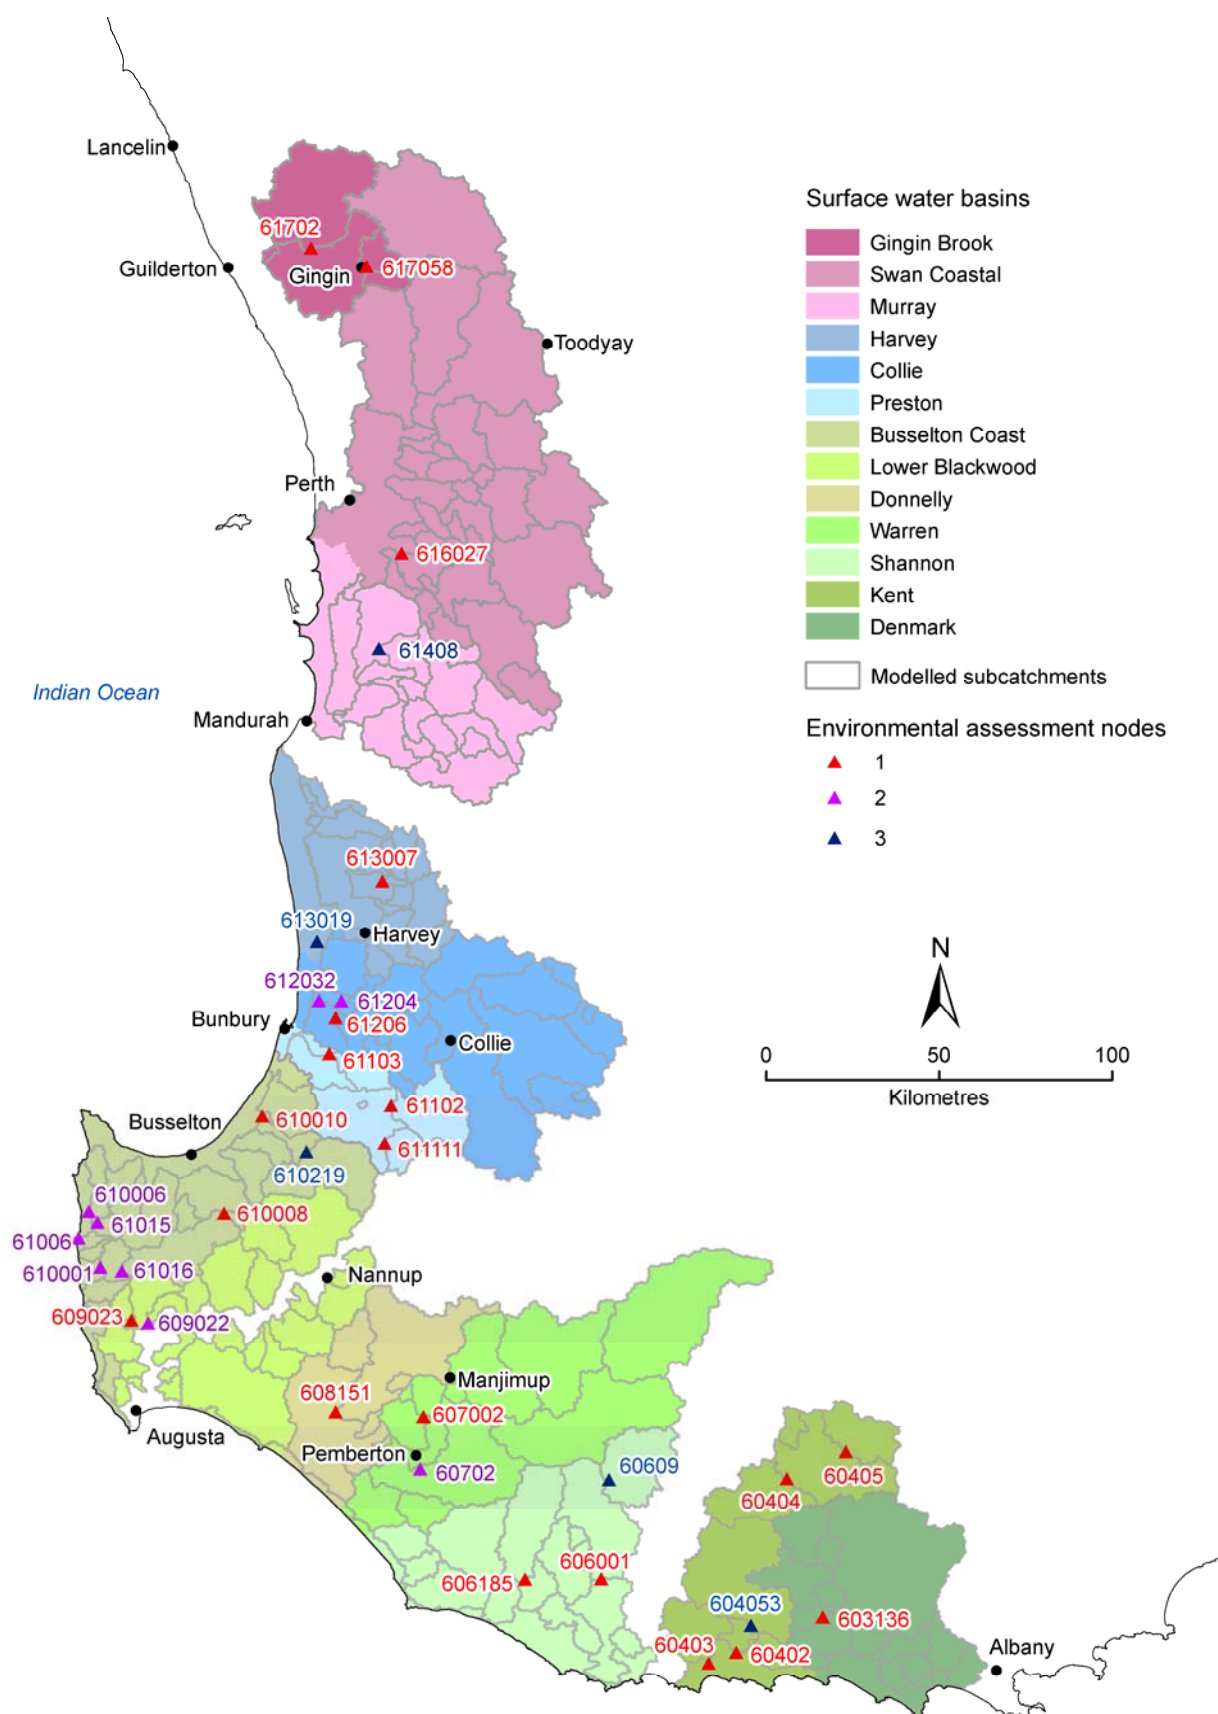 Lancelin
61702
Guilderton
Gingin
617058
Toodyay
Perth
616027
61408
Indian Ocean
Mandurah
613007
613019
Harvey
612032
61204
Bunbury
61206
Collie
61103
61102
Busselton
610010
611111
610219
610006
61015
610008
61006
610001
61016
Nannup
609023
609022
Manjimup
608151
607002
Augusta
Pemberton
60702
60609
60405
60404
606001
606185
604053
603136
60403
60402
Albany
Surface water basins
Gingin Brook
Swan Coastal
Murray
Harvey
Collie
Preston
Busselton Coast
Lower Blackwood
Donnelly
Warren
Shannon
Kent
Denmark
Modelled subcatchments
Environmental assessment nodes
1
2
3
N
0 50 100
Kilometres